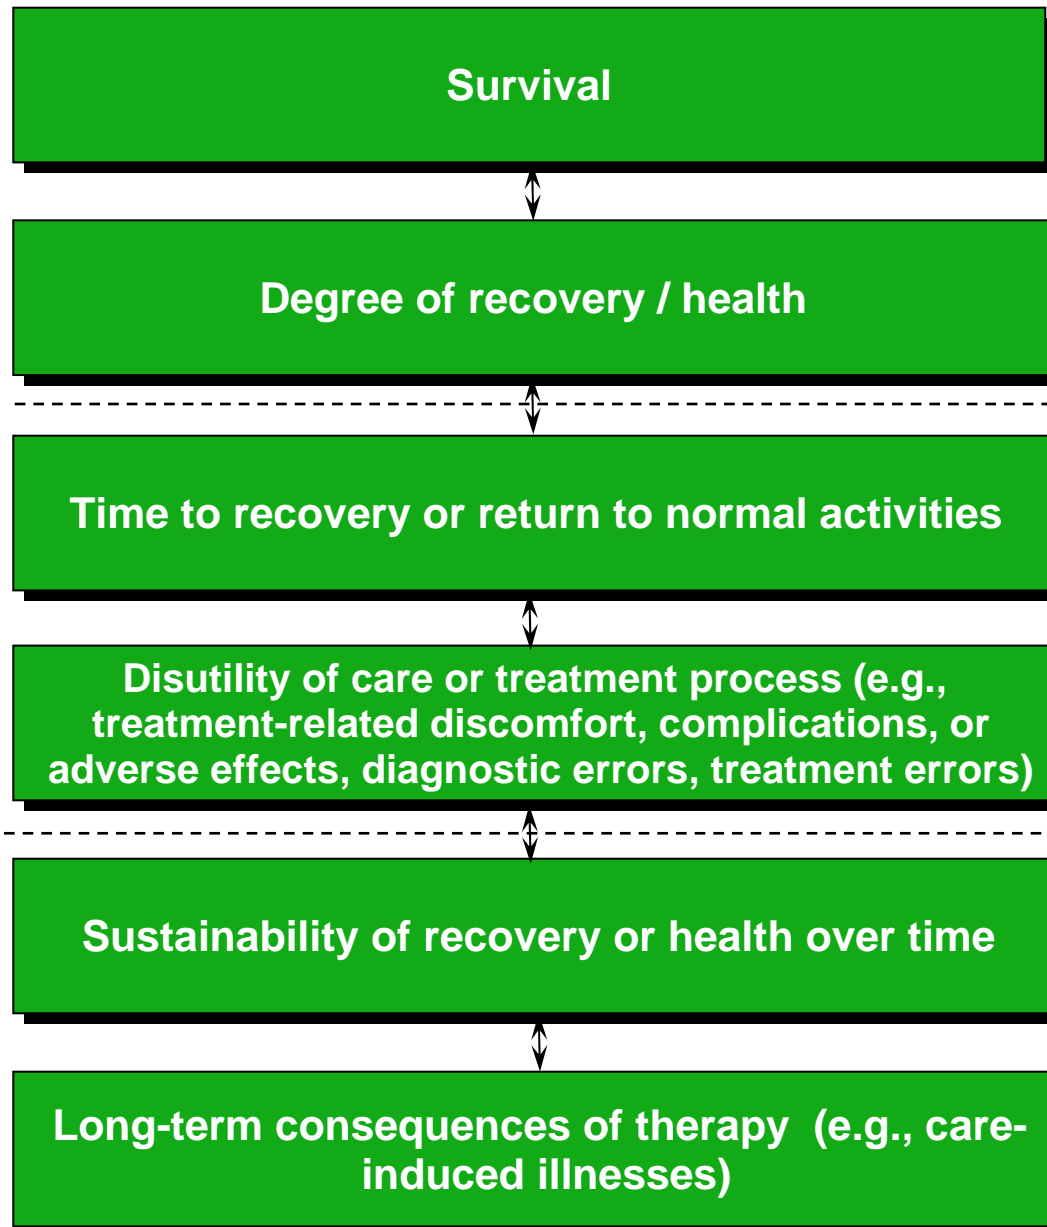 Survival
Degree of recovery / health
Time to recovery or return to normal activities
Disutility of care or treatment process (e.g.,
treatment-related discomfort, complications, or
adverse effects, diagnostic errors, treatment errors)
Sustainability of recovery or health over time
Long-term consequences of therapy  (e.g., care-
induced illnesses)